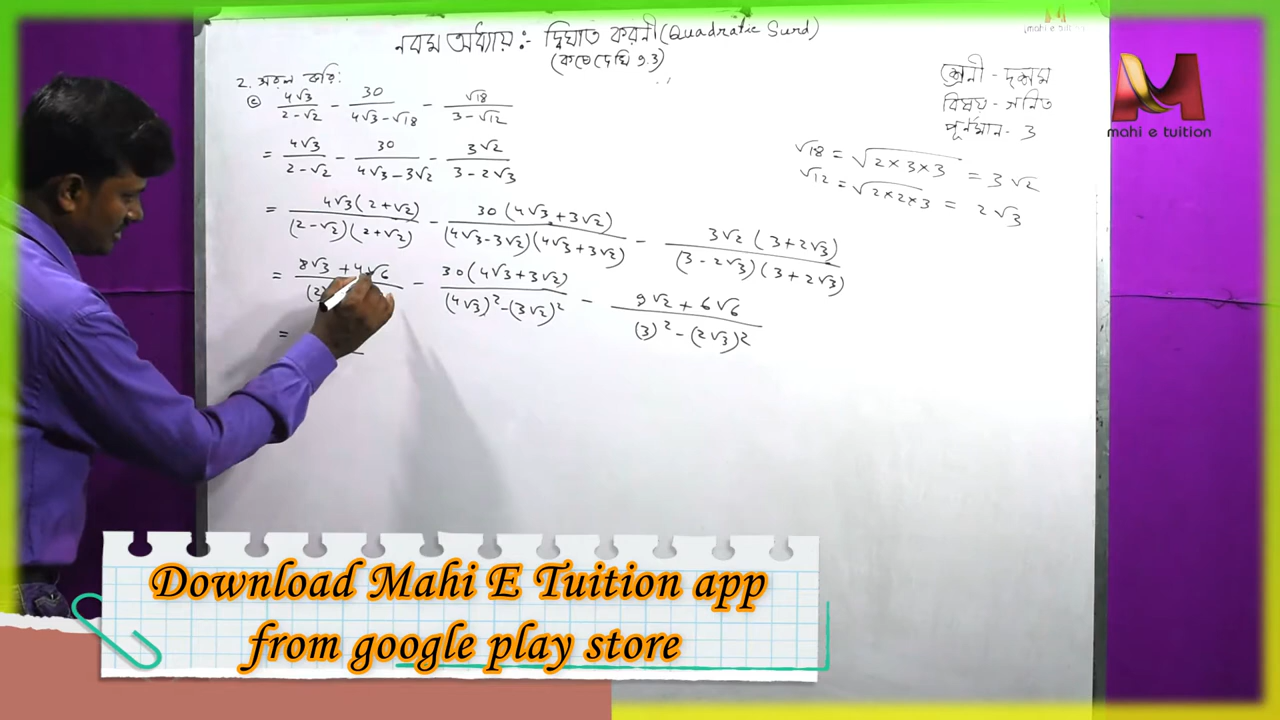 নবম অধ্যায়:- দ্বিঘাত করণী (Quadratic Surd)
(কষে দেখি ৯.3)
mahi e tuition
শ্রেনী - দশম
বিষয় - গনিত
পূর্ণমান - 3
mahi e tuition
2. সরল করি:
© 4√3/(2-√2) - 30/(4√3-√18) - √18/(3-√12)
= 4√3/(2-√2) - 30/(4√3-3√2) - 3√2/(3-2√3)
√18 = √(2×3×3) = 3√2
√12 = √(2×2×3) = 2√3
= 4√3(2+√2)/(2-√2)(2+√2) - 30(4√3+3√2)/(4√3-3√2)(4√3+3√2) - 3√2(3+2√3)/(3-2√3)(3+2√3)
= 8√3+4√6/(2 - 30(4√3+3√2)/(4√3)²-(3√2)² - 9√2+6√6/(3)²-(2√3)²
=
Download Mahi E Tuition app
from google play store